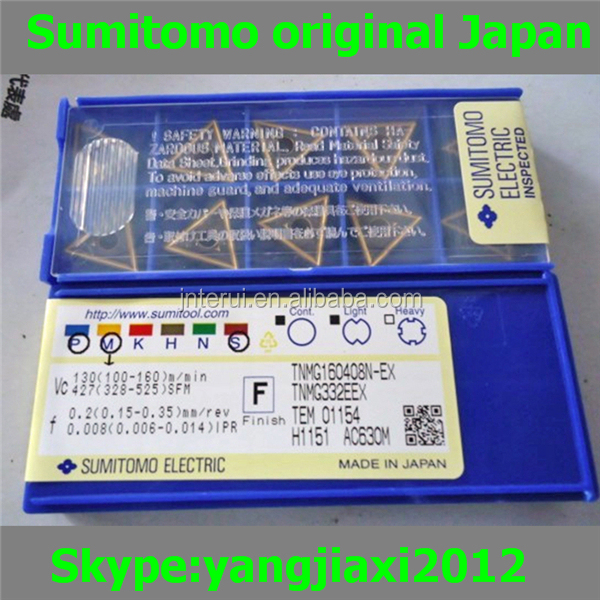 Sumitomo original Japan
! SAFETY WARNING - CONTAINS HA
ZARDOUS MATERIAL, Read Material Safety
Data Sheet.Grinding produces hazardous dust.
To avoid adverse effects use eye protection,
machine guard, and adequate ventilation.
SUMITOMO
ELECTRIC
INSPECTED
interui.en.alibaba.com
http://www.sumitool.com
Cont. Light Heavy
P M K H N S
Vc 130(100-160)m/min
427(328-525)SFM
f 0.2(0.15-0.35)mm/rev
0.008(0.006-0.014)IPR
F
Finish
TNMG160408N-EX
TNMG332EEX
TEM 01154
H1151 AC630M
SUMITOMO ELECTRIC
MADE IN JAPAN
Skype:yangjiaxi2012